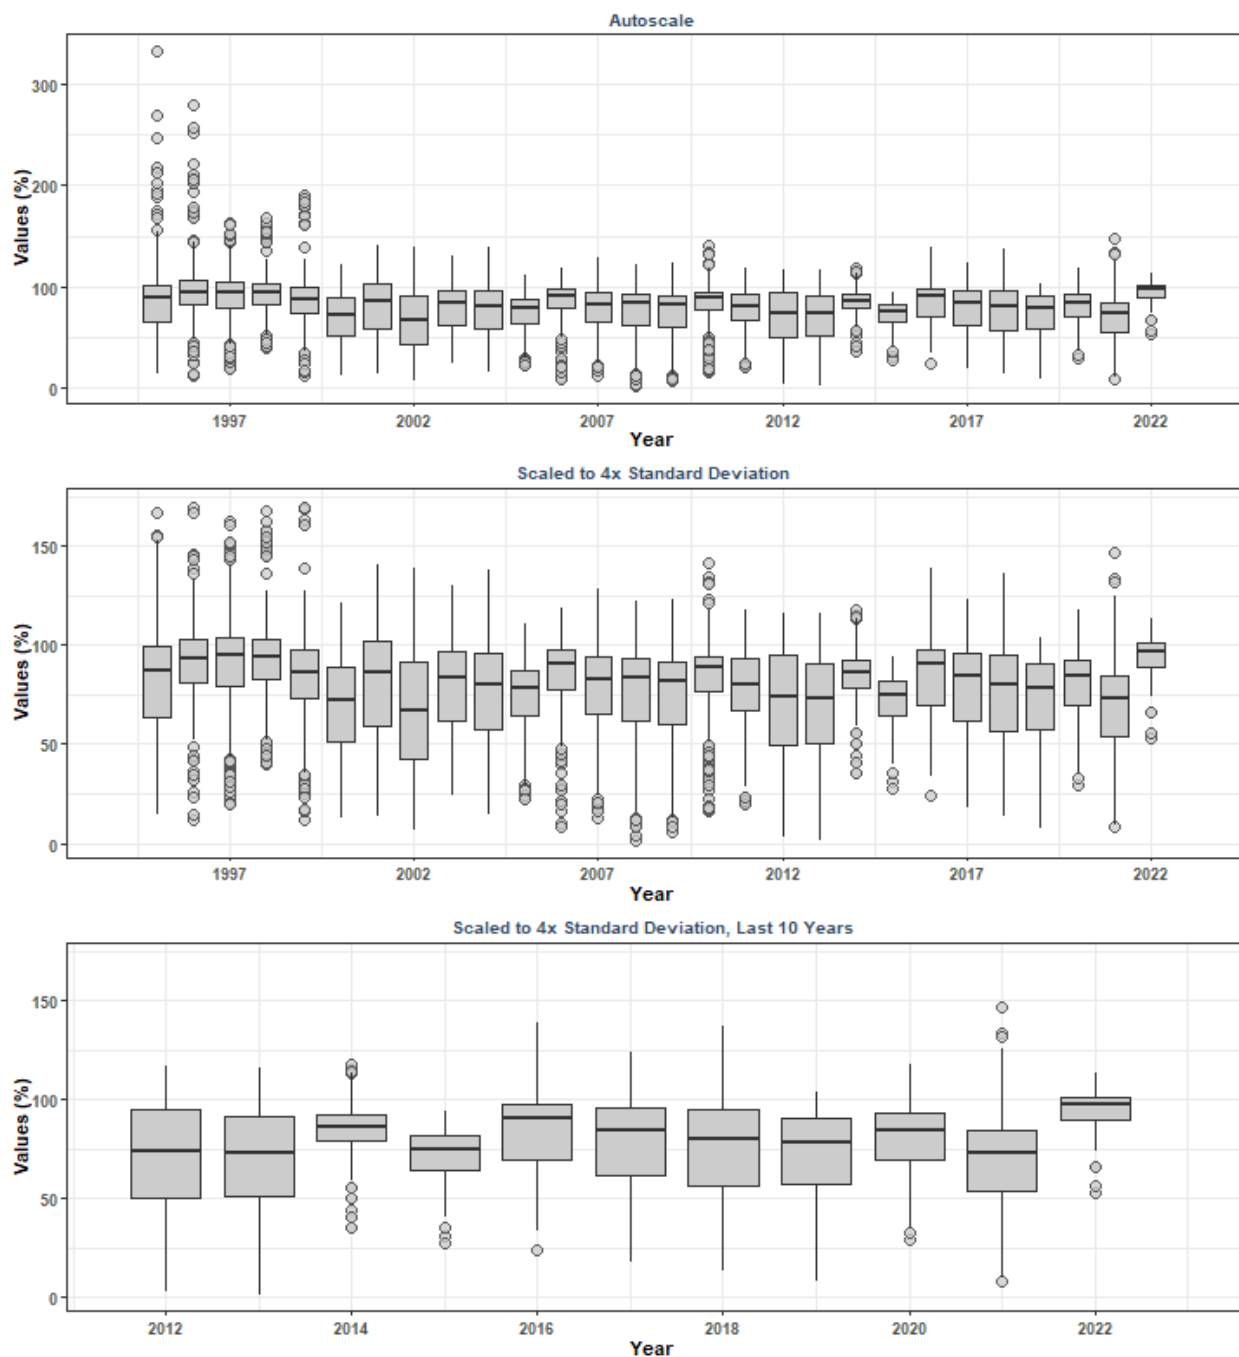 Autoscale
300
200
100
0
Values (%)
1997 2002 2007 2012 2017 2022
Year
Scaled to 4x Standard Deviation
150
100
50
0
Values (%)
1997 2002 2007 2012 2017 2022
Year
Scaled to 4x Standard Deviation, Last 10 Years
150
100
50
0
Values (%)
2012 2014 2016 2018 2020 2022
Year